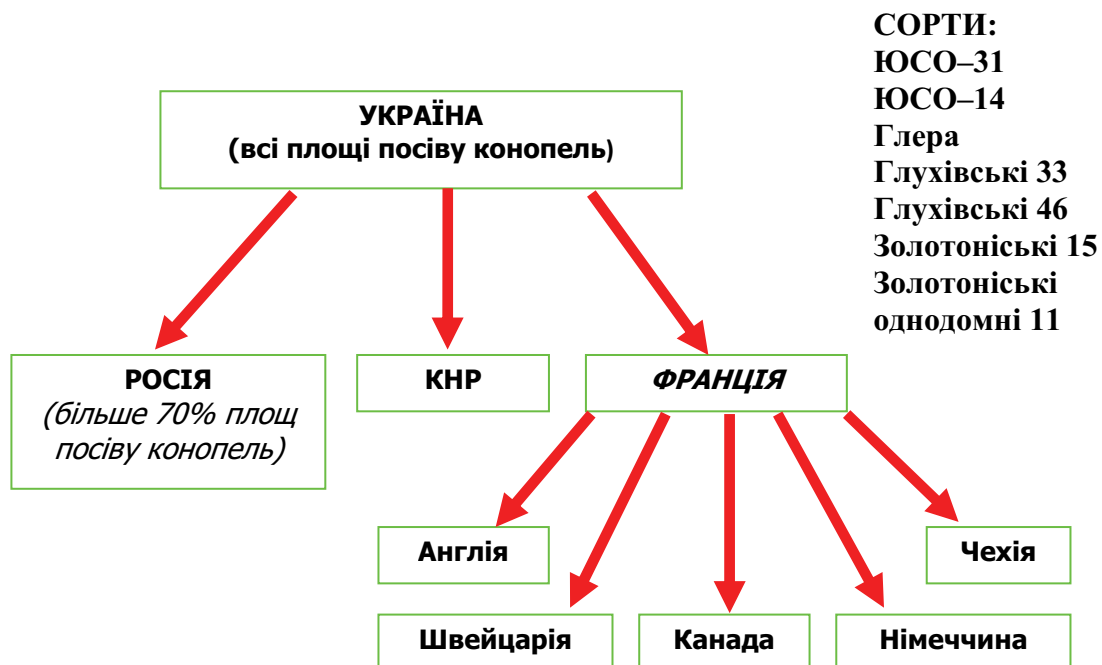 СОРТИ:
ЮСО–31
ЮСО–14
Глера
Глухівські 33
Глухівські 46
Золотоніські 15
Золотоніські
однодомні 11
УКРАЇНА
(всі площі посіву конопель)
РОСІЯ
(більше 70% площ
посіву конопель)
КНР
ФРАНЦІЯ
Англія
Чехія
Швейцарія
Канада
Німеччина